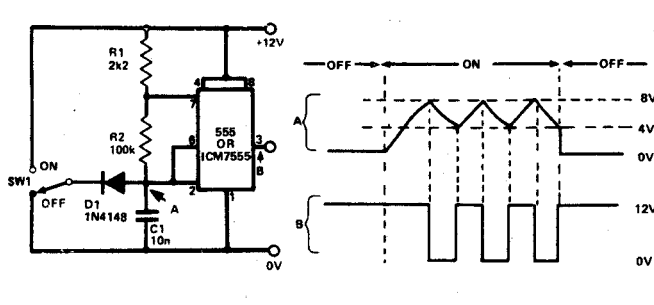 +12V
R1
2k2
4
8
7
R2
100k
555
OR
ICM7555
6
3
B
2
1
ON
SW1
OFF
D1
1N4148
A
C1
10n
0V
OFF
ON
OFF
A
8V
4V
0V
B
12V
0V